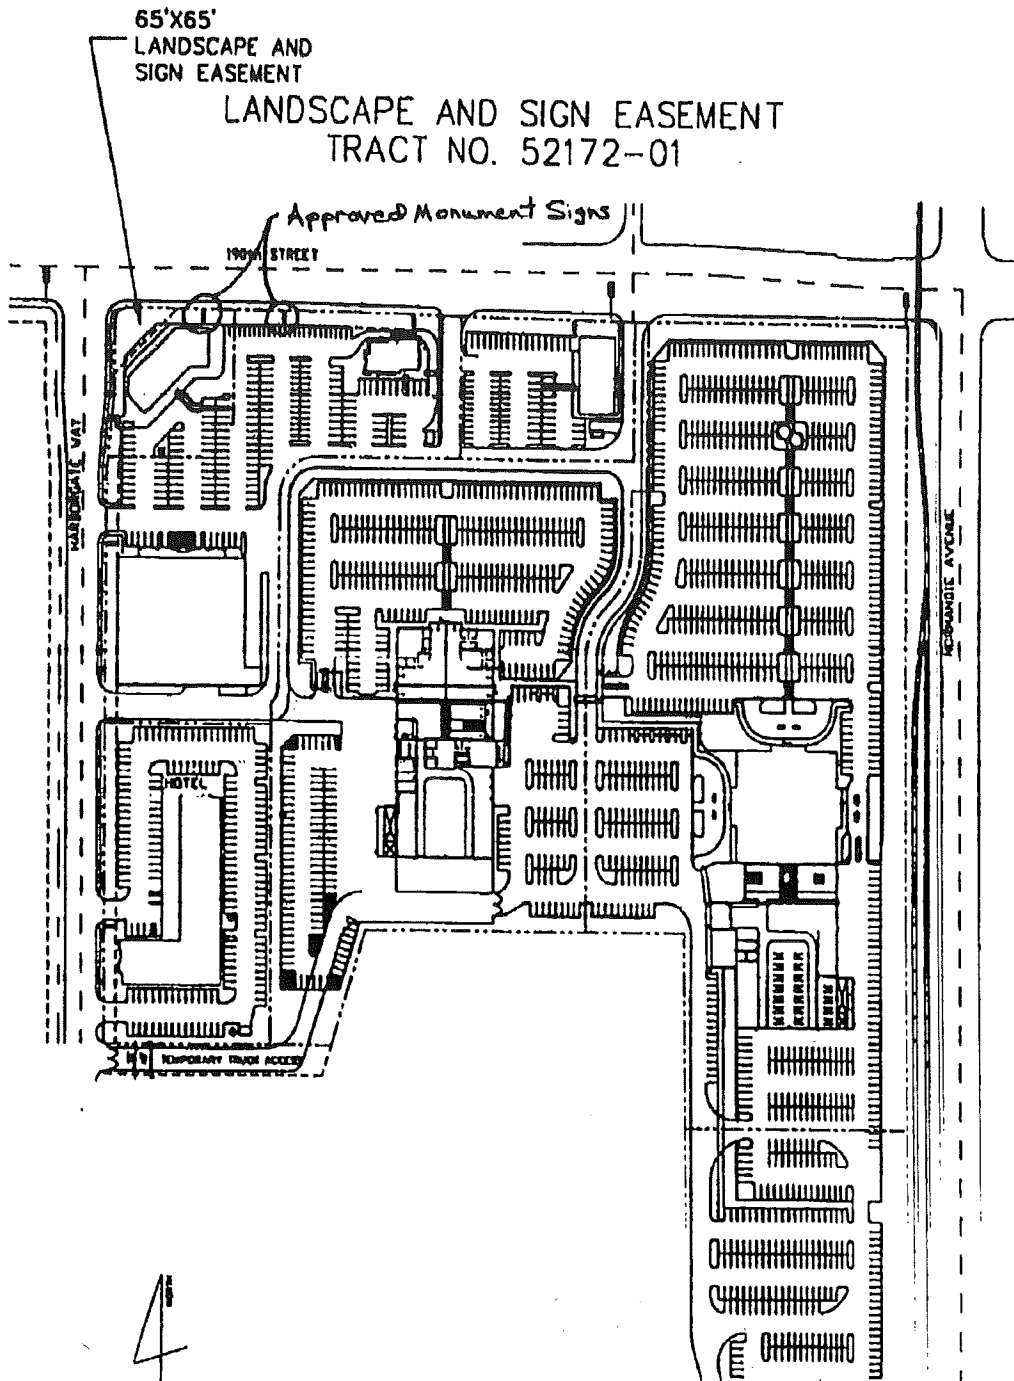 65'X65'
LANDSCAPE AND
SIGN EASEMENT
LANDSCAPE AND SIGN EASEMENT
TRACT NO. 52172-01
Approved Monument Signs
190TH STREET
HARBORGATE WAY
NORMANDIE AVENUE
HOTEL
TEMPORARY TRUCK ACCESS